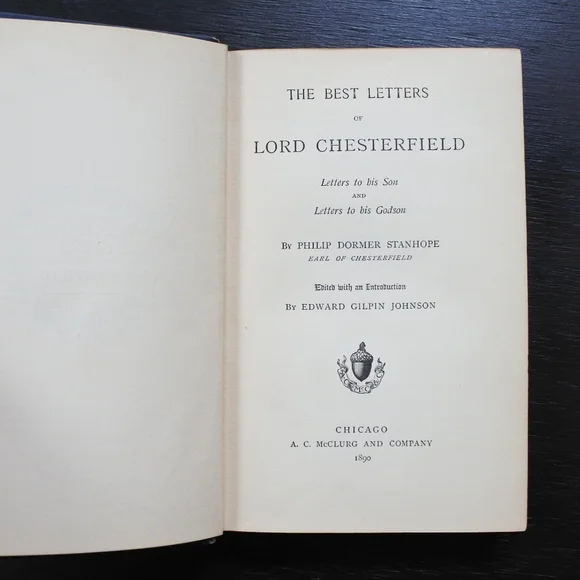 THE BEST LETTERS
OF
LORD CHESTERFIELD
Letters to his Son
AND
Letters to his Godson
BY PHILIP DORMER STANHOPE
EARL OF CHESTERFIELD
Edited with an Introduction
BY EDWARD GILPIN JOHNSON
CHICAGO
A. C. McCLURG AND COMPANY
1890